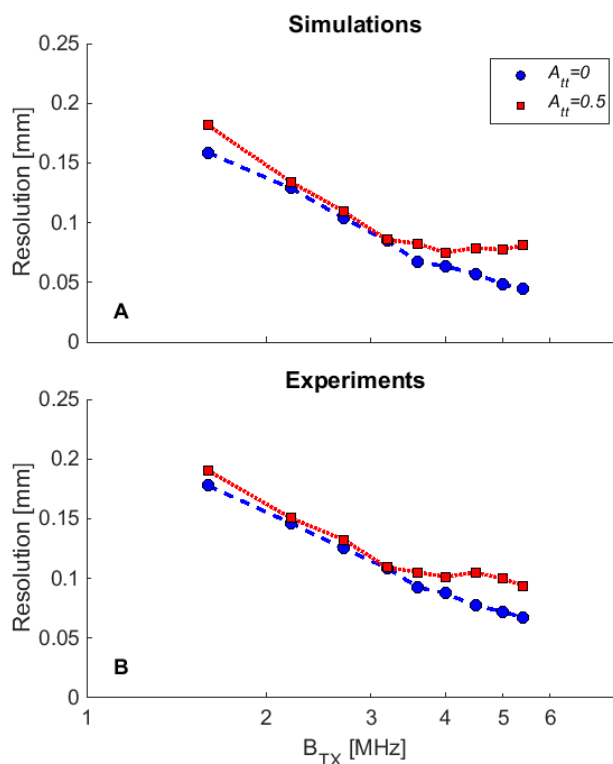 Simulations
0.25
0.2
0.15
0.1
0.05
0
Resolution [mm]
A_tt=0
A_tt=0.5
A
Experiments
0.25
0.2
0.15
0.1
0.05
0
Resolution [mm]
B
1 2 3 4 5 6
B_TX [MHz]